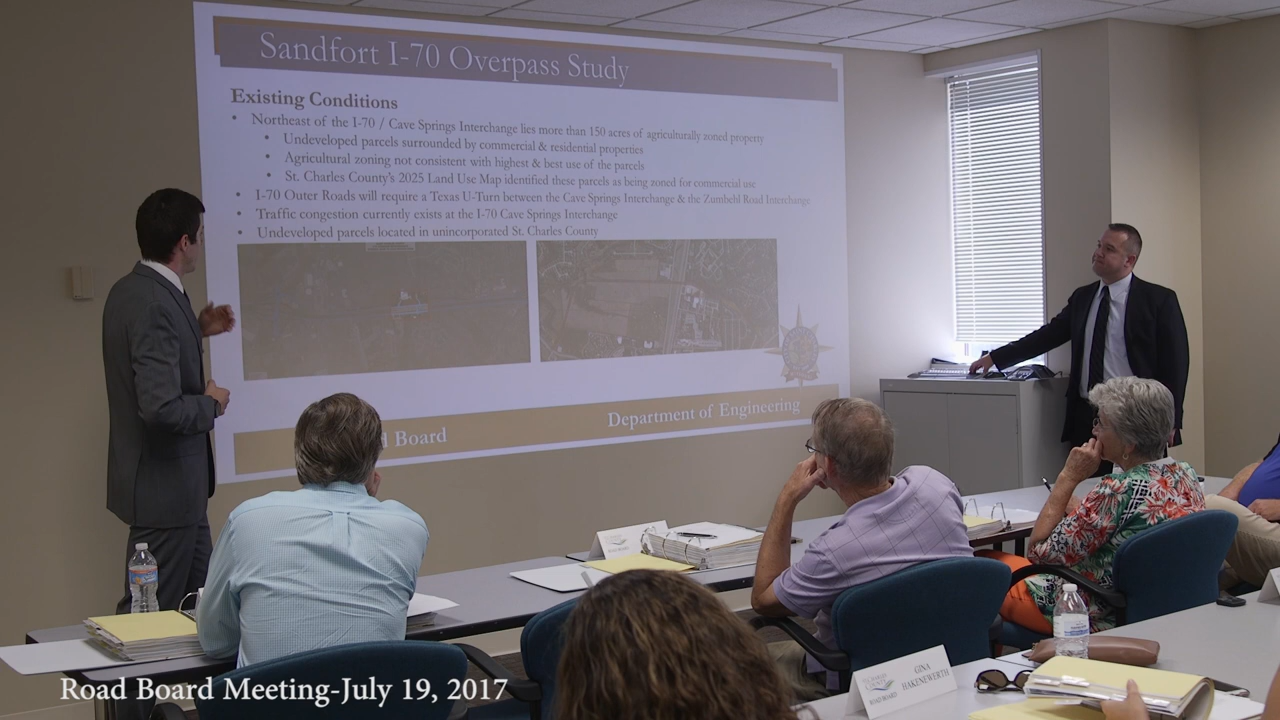 Sandfort I-70 Overpass Study
Existing Conditions
• Northeast of the I-70 / Cave Springs Interchange lies more than 150 acres of agriculturally zoned property
• Undeveloped parcels surrounded by commercial & residential properties
• Agricultural zoning not consistent with highest & best use of the parcels
• St. Charles County's 2025 Land Use Map identified these parcels as being zoned for commercial use
• I-70 Outer Roads will require a Texas U-Turn between the Cave Springs Interchange & the Zumbehl Road Interchange
• Traffic congestion currently exists at the I-70 Cave Springs Interchange
• Undeveloped parcels located in unincorporated St. Charles County
d Board
Department of Engineering
GINA
HAKENEWERTH
ROAD BOARD
Road Board Meeting-July 19, 2017